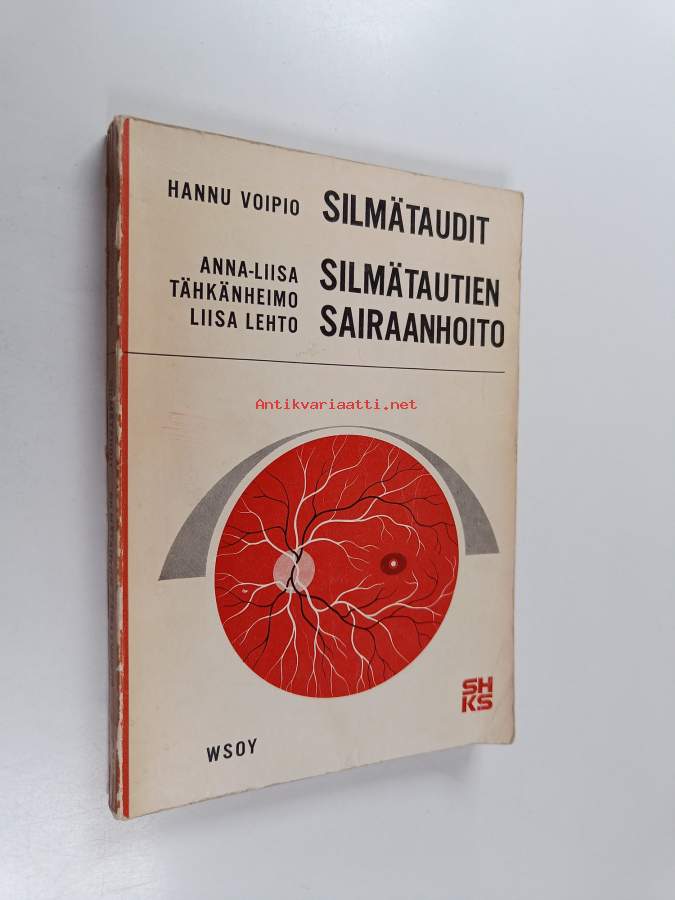 HANNU VOIPIO SILMÄTAUDIT
ANNA-LIISA
TÄHKÄNHEIMO
LIISA LEHTO
SILMÄTAUTIEN
SAIRAANHOITO
Antikvariaatti.net
SH
KS
WSOY